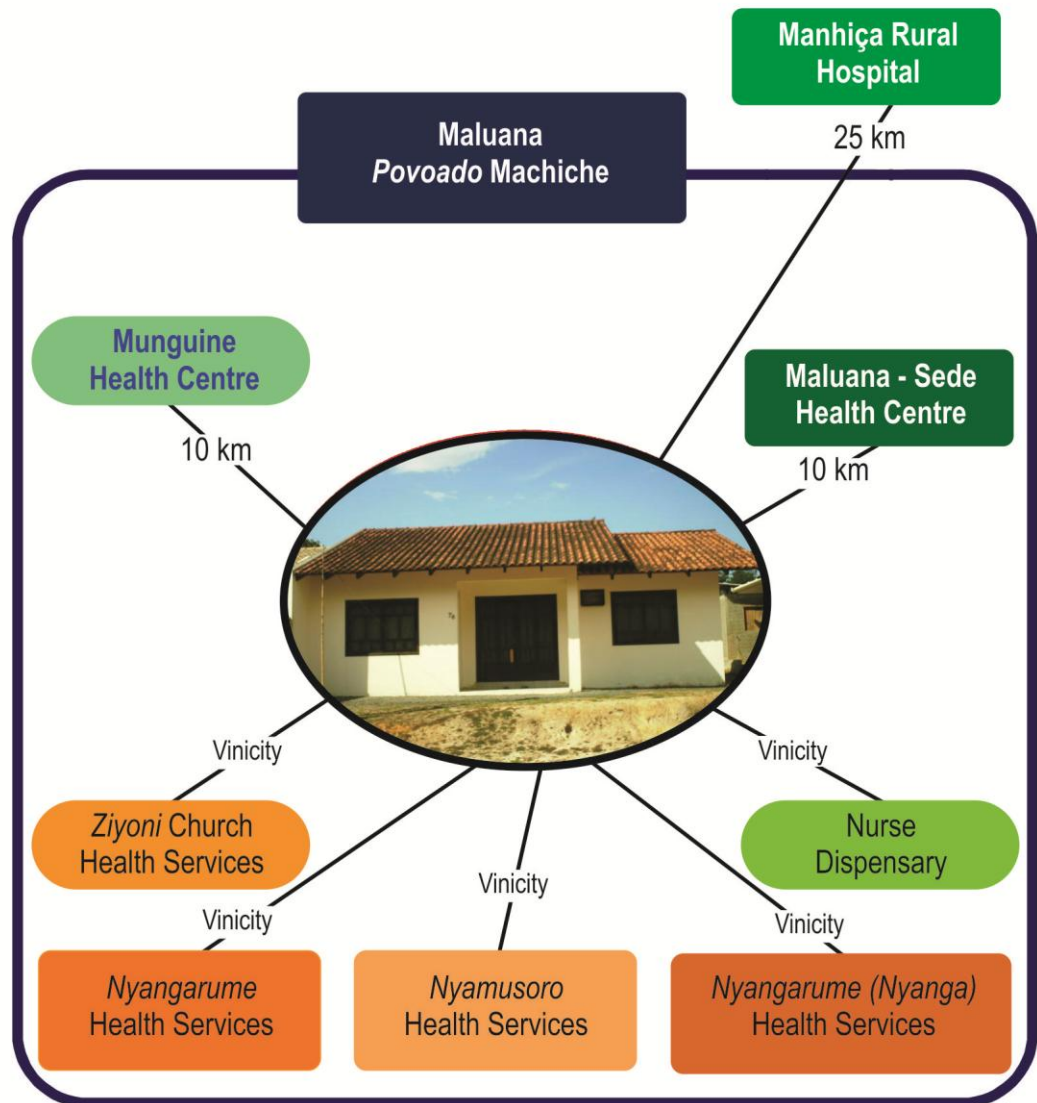 Manhiça Rural
Hospital
Maluana
Povoado Machiche
25 km
Munguine
Health Centre
Maluana - Sede
Health Centre
10 km
10 km
Vinicity
Vinicity
Ziyoni Church
Health Services
Nurse
Dispensary
Vinicity
Vinicity
Vinicity
Nyangarume
Health Services
Nyamusoro
Health Services
Nyangarume (Nyanga)
Health Services